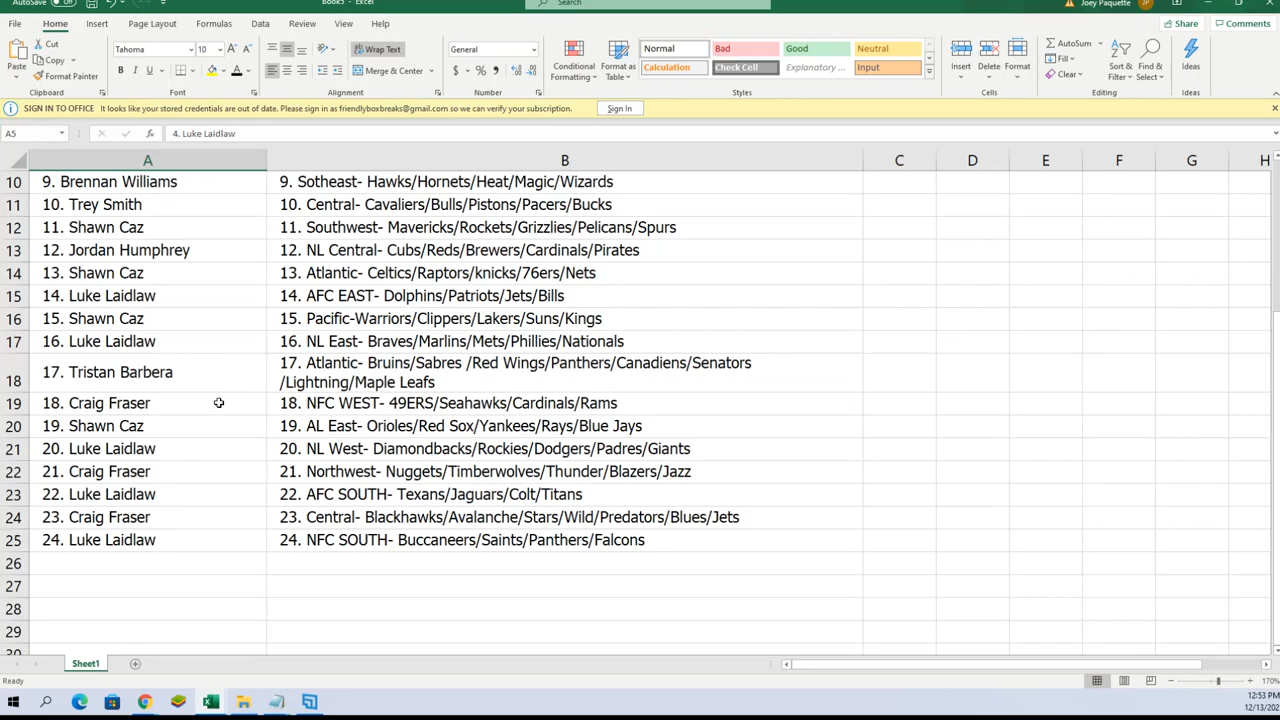 AutoSave Off Book5 - Excel Search Joey Paquette JP
File Home Insert Page Layout Formulas Data Review View Help Share Comments
Paste Cut Copy Format Painter Tahoma 10 Wrap Text Merge & Center General Conditional Formatting Format as Table Normal Bad Good Neutral Calculation Check Cell Explanatory ... Input Insert Delete Format AutoSum Fill Clear Sort & Filter Find & Select Ideas
Clipboard Font Alignment Number Styles Cells Editing Ideas
SIGN IN TO OFFICE It looks like your stored credentials are out of date. Please sign in as friendlyboxbreaks@gmail.com so we can verify your subscription. Sign In
A5 fx 4. Luke Laidlaw
A B C D E F G H
10 9. Brennan Williams 9. Sotheast- Hawks/Hornets/Heat/Magic/Wizards
11 10. Trey Smith 10. Central- Cavaliers/Bulls/Pistons/Pacers/Bucks
12 11. Shawn Caz 11. Southwest- Mavericks/Rockets/Grizzlies/Pelicans/Spurs
13 12. Jordan Humphrey 12. NL Central- Cubs/Reds/Brewers/Cardinals/Pirates
14 13. Shawn Caz 13. Atlantic- Celtics/Raptors/knicks/76ers/Nets
15 14. Luke Laidlaw 14. AFC EAST- Dolphins/Patriots/Jets/Bills
16 15. Shawn Caz 15. Pacific-Warriors/Clippers/Lakers/Suns/Kings
17 16. Luke Laidlaw 16. NL East- Braves/Marlins/Mets/Phillies/Nationals
18 17. Tristan Barbera 17. Atlantic- Bruins/Sabres /Red Wings/Panthers/Canadiens/Senators
/Lightning/Maple Leafs
19 18. Craig Fraser 18. NFC WEST- 49ERS/Seahawks/Cardinals/Rams
20 19. Shawn Caz 19. AL East- Orioles/Red Sox/Yankees/Rays/Blue Jays
21 20. Luke Laidlaw 20. NL West- Diamondbacks/Rockies/Dodgers/Padres/Giants
22 21. Craig Fraser 21. Northwest- Nuggets/Timberwolves/Thunder/Blazers/Jazz
23 22. Luke Laidlaw 22. AFC SOUTH- Texans/Jaguars/Colt/Titans
24 23. Craig Fraser 23. Central- Blackhawks/Avalanche/Stars/Wild/Predators/Blues/Jets
25 24. Luke Laidlaw 24. NFC SOUTH- Buccaneers/Saints/Panthers/Falcons
26
27
28
29
30
Sheet1
Ready 170%
12:53 PM
12/13/202